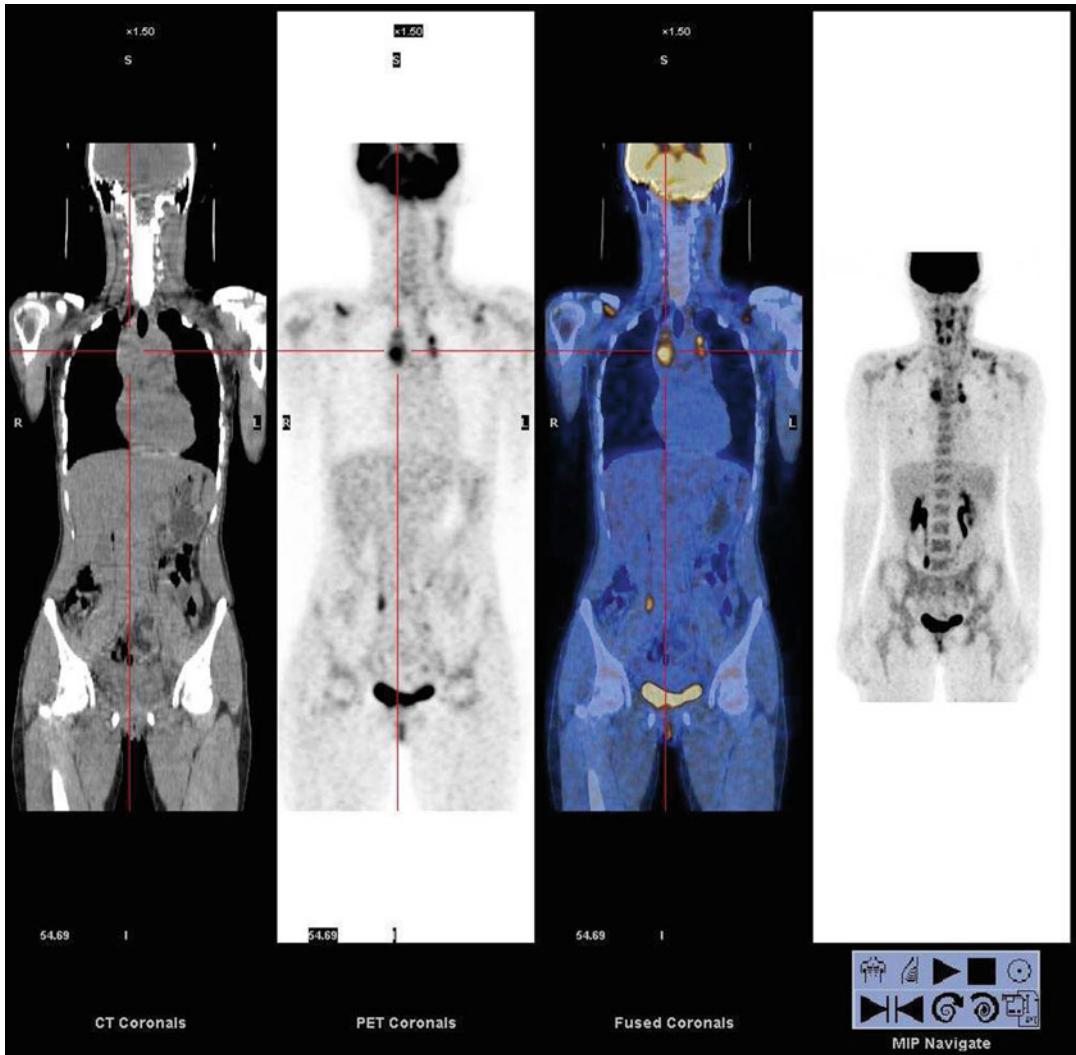 ×1.50
S
R
L
54.69
I
CT Coronals
×1.50
S
R
L
54.69
I
PET Coronals
×1.50
S
R
L
54.69
I
Fused Coronals
MIP Navigate